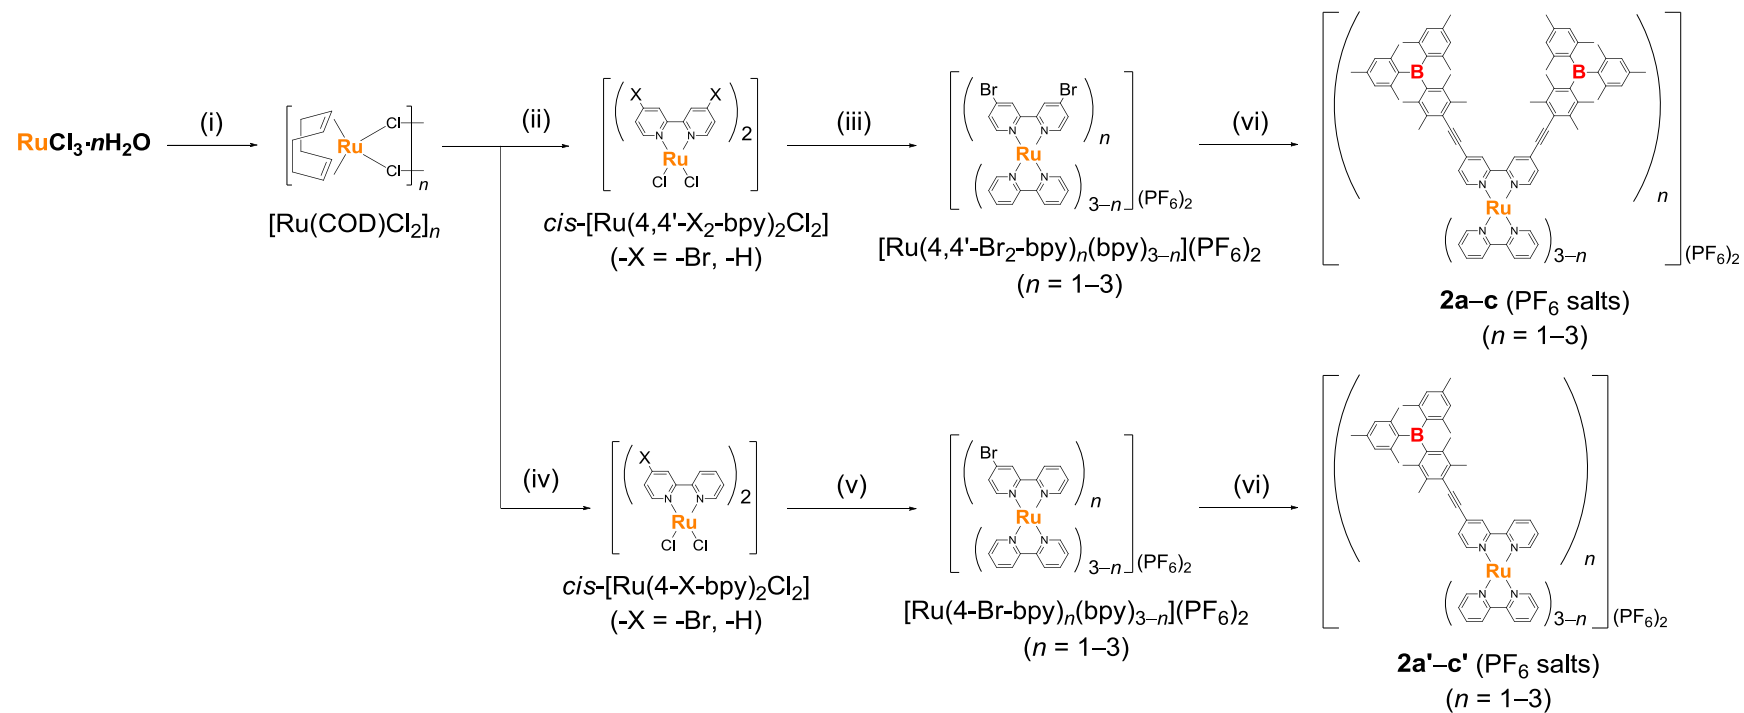 RuCl3·nH2O
(i)
Ru
Cl
Cl
n
[Ru(COD)Cl2]n
(ii)
X
X
N
N
2
Ru
Cl
Cl
cis-[Ru(4,4'-X2-bpy)2Cl2]
(-X = -Br, -H)
(iii)
Br
Br
N
N
n
Ru
N
N
3–n
(PF6)2
[Ru(4,4'-Br2-bpy)n(bpy)3–n](PF6)2
(n = 1–3)
(vi)
B
B
N
N
n
Ru
N
N
3–n
(PF6)2
2a–c (PF6 salts)
(n = 1–3)
(iv)
X
N
N
2
Ru
Cl
Cl
cis-[Ru(4-X-bpy)2Cl2]
(-X = -Br, -H)
(v)
Br
N
N
n
Ru
N
N
3–n
(PF6)2
[Ru(4-Br-bpy)n(bpy)3–n](PF6)2
(n = 1–3)
(vi)
B
N
N
n
Ru
N
N
3–n
(PF6)2
2a'–c' (PF6 salts)
(n = 1–3)